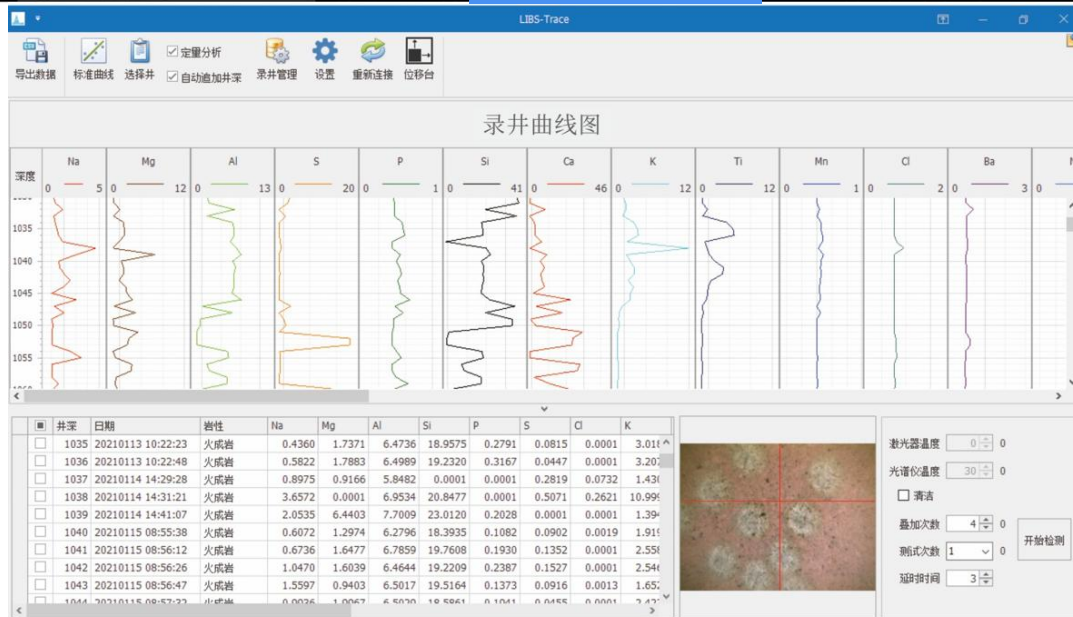 LIBS-Trace
导出数据 标准曲线 选择井 定量分析 自动追加井深 录井管理 设置 重新连接 位移台
录井曲线图
深度 Na Mg Al S P Si Ca K Ti Mn Cl Ba
0 5 0 12 0 13 0 20 0 1 0 41 0 46 0 12 0 12 0 1 0 2 0 3 0
1035
1040
1045
1050
1055
井深 日期 岩性 Na Mg Al Si P S Cl K
1035 20210113 10:22:23 火成岩 0.4360 1.7371 6.4736 18.9575 0.2791 0.0815 0.0001
1036 20210113 10:22:48 火成岩 0.5822 1.7883 6.4989 19.2320 0.3167 0.0447 0.0001
1037 20210114 14:29:28 火成岩 0.8975 0.9166 5.8482 0.0001 0.0001 0.2819 0.0732 1.430
1038 20210114 14:31:21 火成岩 3.6572 0.0001 6.9534 20.8477 0.0001 0.5071 0.2621 10.999
1039 20210114 14:41:07 火成岩 2.0535 6.4403 7.7009 23.0120 0.2028 0.0001 0.0001 1.394
1040 20210115 08:55:38 火成岩 0.6072 1.2974 6.2796 18.3935 0.1082 0.0902 0.0019 1.919
1041 20210115 08:56:12 火成岩 0.6736 1.6477 6.7859 19.7608 0.1930 0.1352 0.0001 2.558
1042 20210115 08:56:26 火成岩 1.0470 1.6039 6.4644 19.2209 0.2387 0.1527 0.0001 2.546
1043 20210115 08:56:47 火成岩 1.5597 0.9403 6.5017 19.5164 0.1373 0.0916 0.0013 1.652
激光器温度 0 0
光谱仪温度 30 0
清洁
叠加次数 4 0
测试次数 1 0
延时时间 3
开始检测